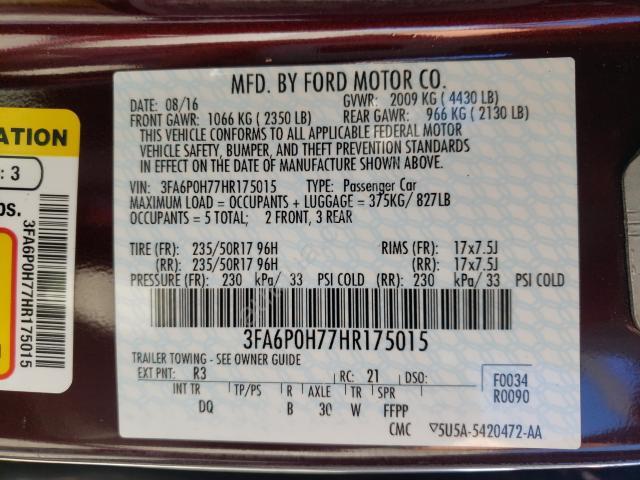 MFD. BY FORD MOTOR CO.
DATE: 08/16 GVWR: 2009 KG ( 4430 LB)
FRONT GAWR: 1066 KG ( 2350 LB) REAR GAWR: 966 KG ( 2130 LB)
THIS VEHICLE CONFORMS TO ALL APPLICABLE FEDERAL MOTOR
VEHICLE SAFETY, BUMPER, AND THEFT PREVENTION STANDARDS
IN EFFECT ON THE DATE OF MANUFACTURE SHOWN ABOVE.
VIN: 3FA6P0H77HR175015 TYPE: Passenger Car
MAXIMUM LOAD = OCCUPANTS + LUGGAGE = 375KG/ 827LB
OCCUPANTS = 5 TOTAL; 2 FRONT, 3 REAR
TIRE (FR): 235/50R17 96H RIMS (FR): 17x7.5J
(RR): 235/50R17 96H (RR): 17x7.5J
PRESSURE (FR): 230 kPa/ 33 PSI COLD (RR): 230 kPa/ 33 PSI COLD
3FA6P0H77HR175015
TRAILER TOWING - SEE OWNER GUIDE
EXT PNT: R3 RC: 21 DSO:
F0034
R0090
INT TR TP/PS R AXLE TR SPR
DQ B 30 W FFPP
CMC ▽5U5A-5420472-AA
ATION
: 3
os.
3FA6P0H77HR175015